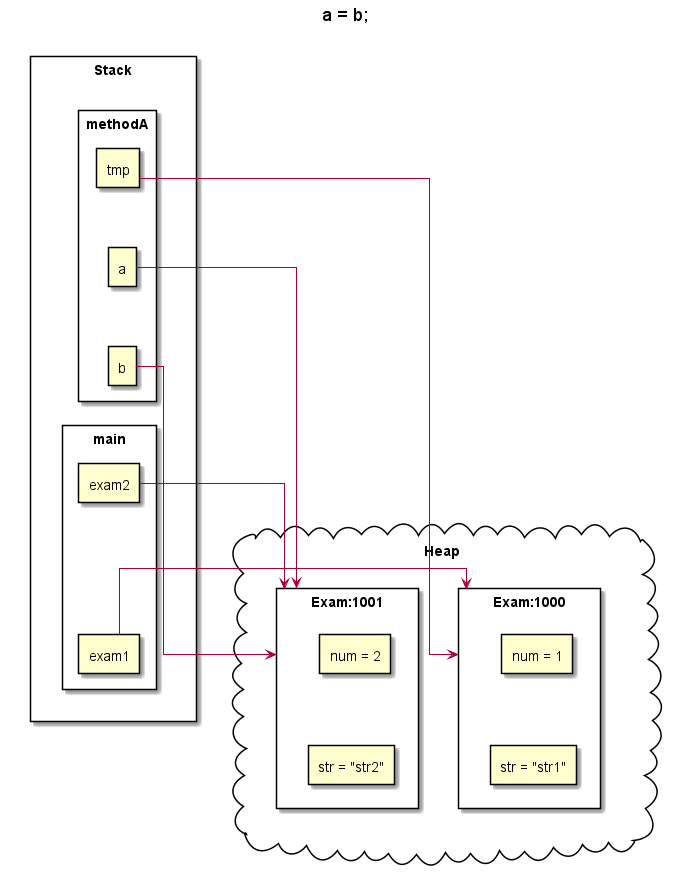 a = b;
Stack
methodA
tmp
a
b
main
exam2
exam1
Heap
Exam:1001
num = 2
str = "str2"
Exam:1000
num = 1
str = "str1"